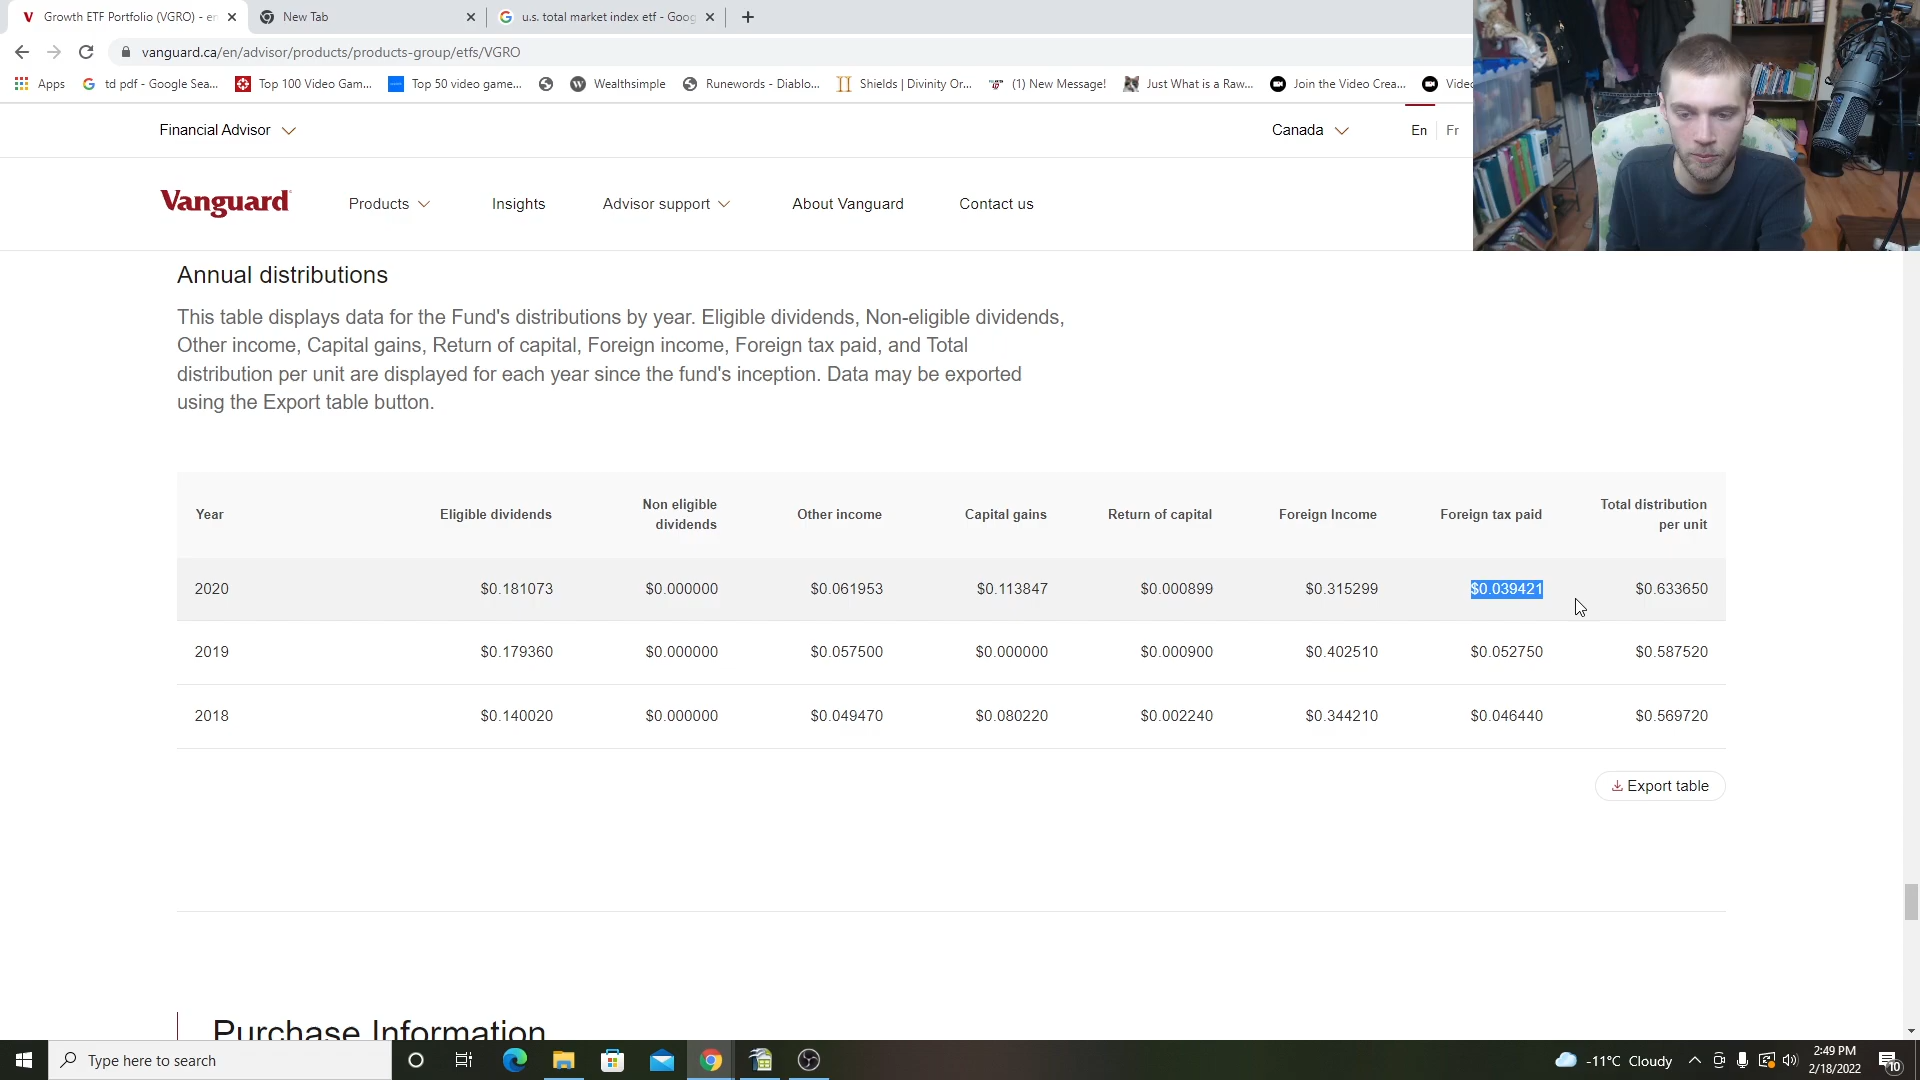 Growth ETF Portfolio (VGRO) - en
New Tab
u.s. total market index etf - Goog
vanguard.ca/en/advisor/products/products-group/etfs/VGRO
Apps
td pdf - Google Sea...
Top 100 Video Gam...
Top 50 video game...
Wealthsimple
Runewords - Diablo...
Shields | Divinity Or...
(1) New Message!
Just What is a Raw...
Join the Video Crea...
Vide
Financial Advisor
Canada
En
Fr
Vanguard
Products
Insights
Advisor support
About Vanguard
Contact us
Annual distributions
This table displays data for the Fund's distributions by year. Eligible dividends, Non-eligible dividends,
Other income, Capital gains, Return of capital, Foreign income, Foreign tax paid, and Total
distribution per unit are displayed for each year since the fund's inception. Data may be exported
using the Export table button.
Year Eligible dividends Non eligible dividends Other income Capital gains Return of capital Foreign Income Foreign tax paid Total distribution per unit
2020 $0.181073 $0.000000 $0.061953 $0.113847 $0.000899 $0.315299 $0.039421 $0.633650
2019 $0.179360 $0.000000 $0.057500 $0.000000 $0.000900 $0.402510 $0.052750 $0.587520
2018 $0.140020 $0.000000 $0.049470 $0.080220 $0.002240 $0.344210 $0.046440 $0.569720
Export table
Purchase Information
Type here to search
-11°C Cloudy
2:49 PM
2/18/2022
10